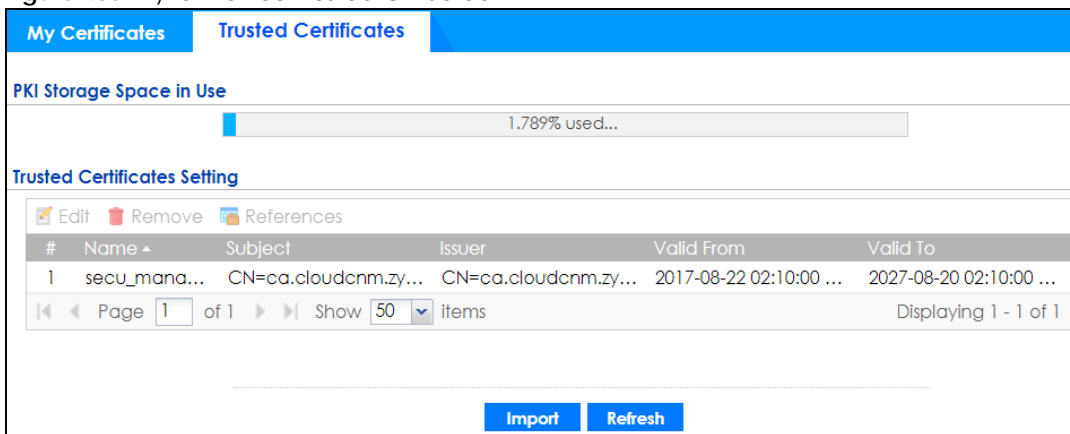 My Certificates Trusted Certificates
PKI Storage Space in Use
1.789% used...
Trusted Certificates Setting
Edit Remove References
# Name Subject Issuer Valid From Valid To
1 secu_mana... CN=ca.cloudcnm.zy... CN=ca.cloudcnm.zy... 2017-08-22 02:10:00 ... 2027-08-20 02:10:00 ...
Page 1 of 1 Show 50 items Displaying 1 - 1 of 1
Import Refresh